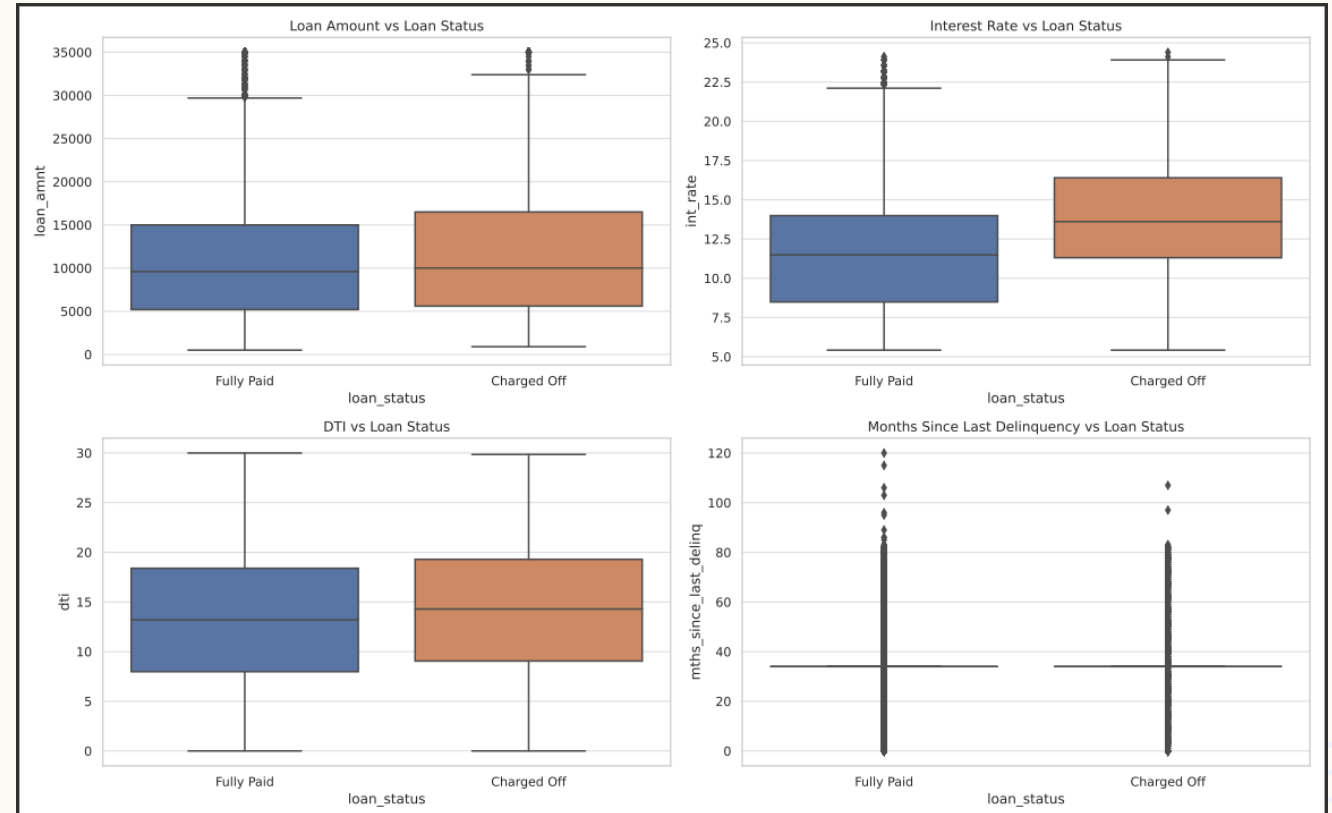 Loan Amount vs Loan Status
35000
30000
25000
20000
15000
10000
5000
0
loan_amnt
Fully Paid
Charged Off
loan_status
Interest Rate vs Loan Status
25.0
22.5
20.0
17.5
15.0
12.5
10.0
7.5
5.0
int_rate
Fully Paid
Charged Off
loan_status
DTI vs Loan Status
30
25
20
15
10
5
0
dti
Fully Paid
Charged Off
loan_status
Months Since Last Delinquency vs Loan Status
120
100
80
60
40
20
0
mths_since_last_delinq
Fully Paid
Charged Off
loan_status